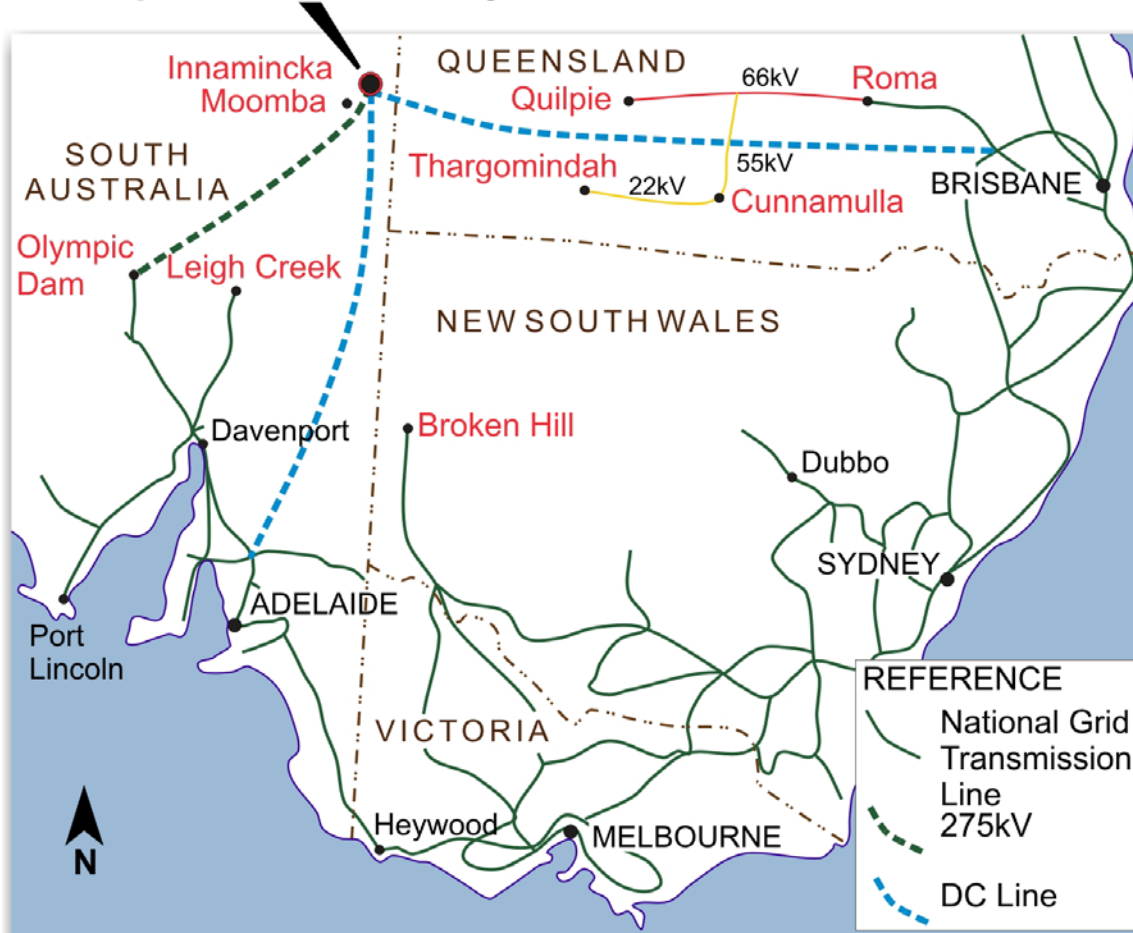 Innamincka
Moomba
QUEENSLAND
66kV
Roma
Quilpie
SOUTH
AUSTRALIA
Thargomindah
55kV
22kV
Cunnamulla
BRISBANE
Olympic
Dam
Leigh Creek
NEW SOUTH WALES
Broken Hill
Davenport
Dubbo
SYDNEY
ADELAIDE
Port
Lincoln
VICTORIA
Heywood
MELBOURNE
N
REFERENCE
National Grid
Transmission
Line
275kV
DC Line